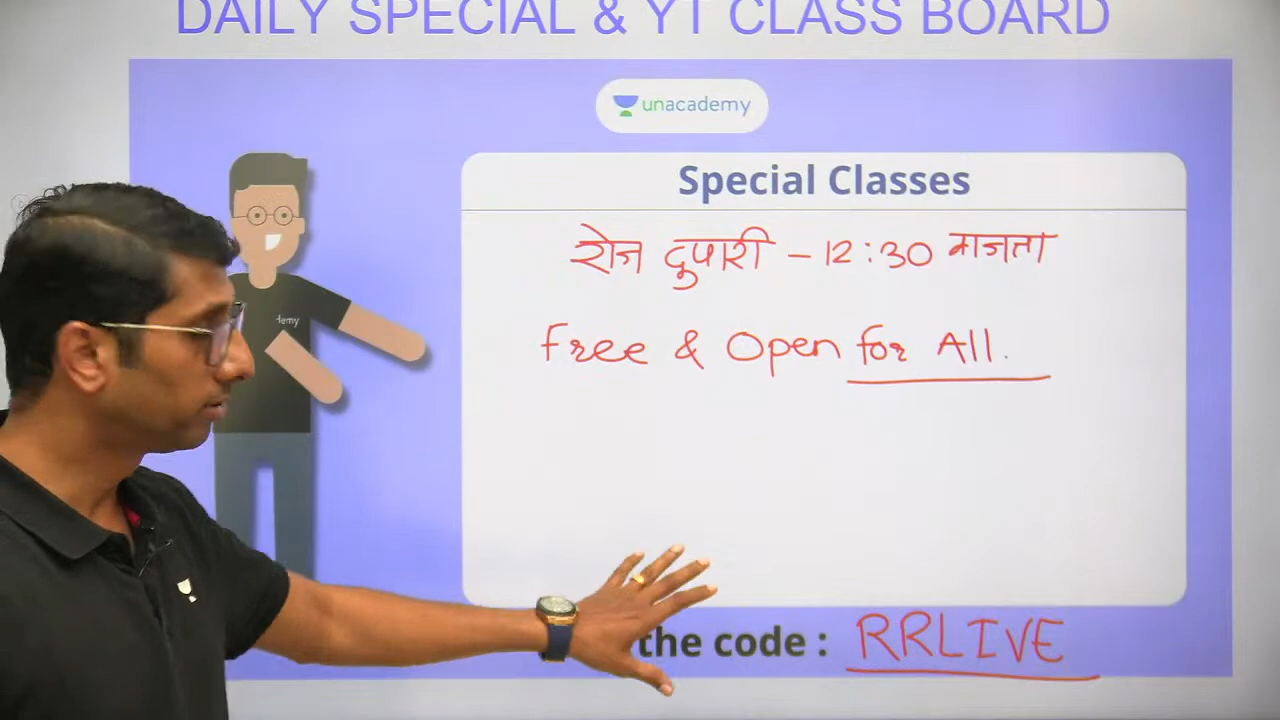 DAILY SPECIAL & YT CLASS BOARD
unacademy
Special Classes
रोज दुपारी - 12:30 वाजता
Free & Open for All.
the code : RRLIVE